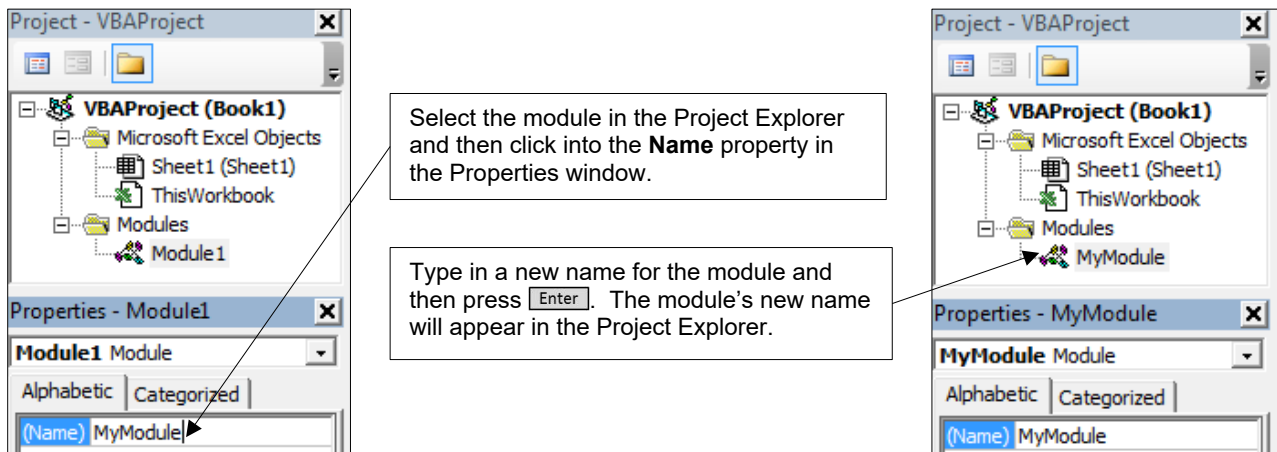 Project - VBAProject
VBAProject (Book1)
Microsoft Excel Objects
Sheet1 (Sheet1)
ThisWorkbook
Modules
Module1
Properties - Module1
Module1 Module
Alphabetic Categorized
(Name) MyModule
Select the module in the Project Explorer
and then click into the Name property in
the Properties window.
Type in a new name for the module and
then press Enter. The module’s new name
will appear in the Project Explorer.
Project - VBAProject
VBAProject (Book1)
Microsoft Excel Objects
Sheet1 (Sheet1)
ThisWorkbook
Modules
MyModule
Properties - MyModule
MyModule Module
Alphabetic Categorized
(Name) MyModule